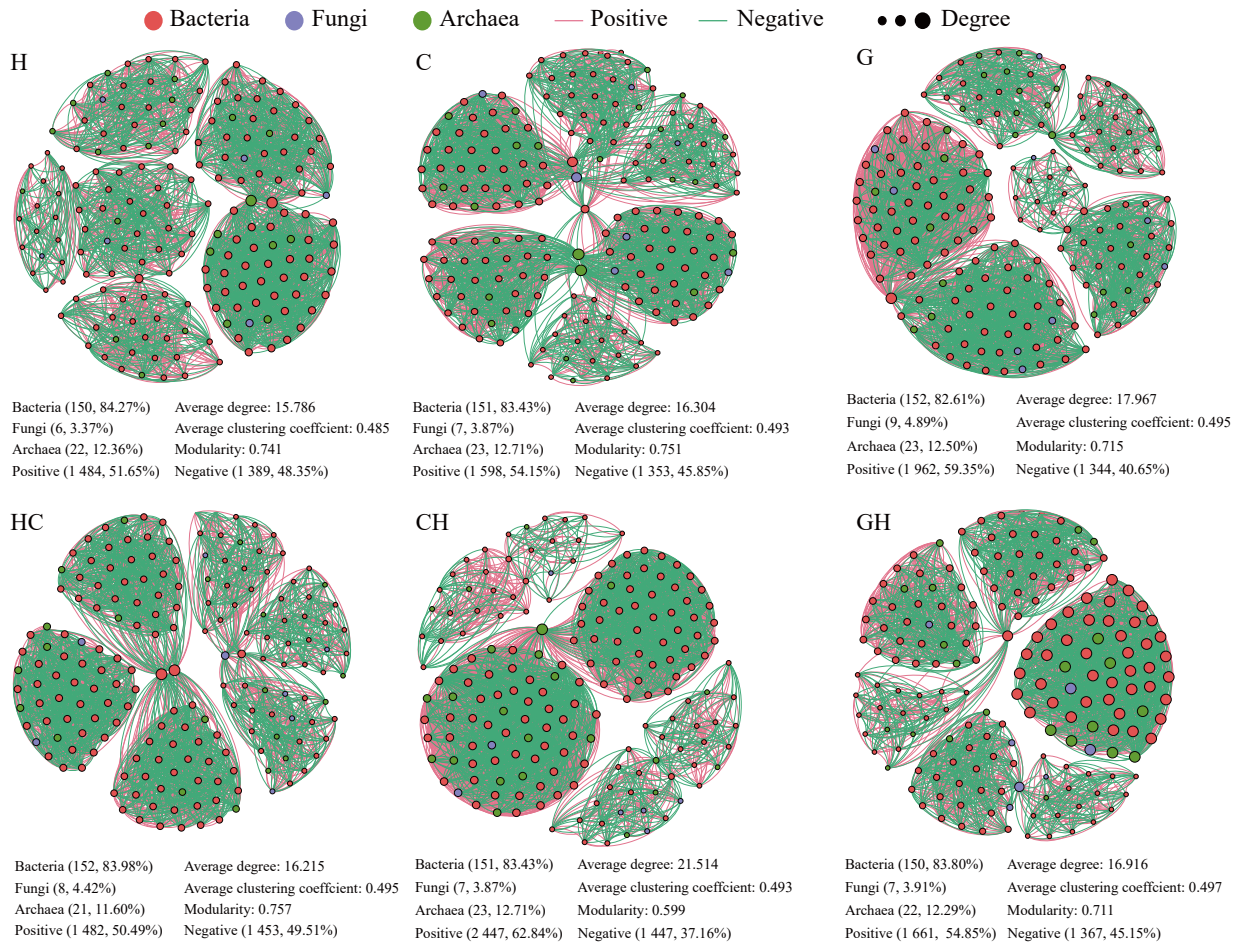 Bacteria Fungi Archaea Positive Negative Degree
H
C
G
Bacteria (150, 84.27%) Average degree: 15.786
Fungi (6, 3.37%) Average clustering coeffcient: 0.485
Archaea (22, 12.36%) Modularity: 0.741
Positive (1 484, 51.65%) Negative (1 389, 48.35%)
Bacteria (151, 83.43%) Average degree: 16.304
Fungi (7, 3.87%) Average clustering coeffcient: 0.493
Archaea (23, 12.71%) Modularity: 0.751
Positive (1 598, 54.15%) Negative (1 353, 45.85%)
Bacteria (152, 82.61%) Average degree: 17.967
Fungi (9, 4.89%) Average clustering coeffcient: 0.495
Archaea (23, 12.50%) Modularity: 0.715
Positive (1 962, 59.35%) Negative (1 344, 40.65%)
HC
CH
GH
Bacteria (152, 83.98%) Average degree: 16.215
Fungi (8, 4.42%) Average clustering coeffcient: 0.495
Archaea (21, 11.60%) Modularity: 0.757
Positive (1 482, 50.49%) Negative (1 453, 49.51%)
Bacteria (151, 83.43%) Average degree: 21.514
Fungi (7, 3.87%) Average clustering coeffcient: 0.493
Archaea (23, 12.71%) Modularity: 0.599
Positive (2 447, 62.84%) Negative (1 447, 37.16%)
Bacteria (150, 83.80%) Average degree: 16.916
Fungi (7, 3.91%) Average clustering coeffcient: 0.497
Archaea (22, 12.29%) Modularity: 0.711
Positive (1 661, 54.85%) Negative (1 367, 45.15%)